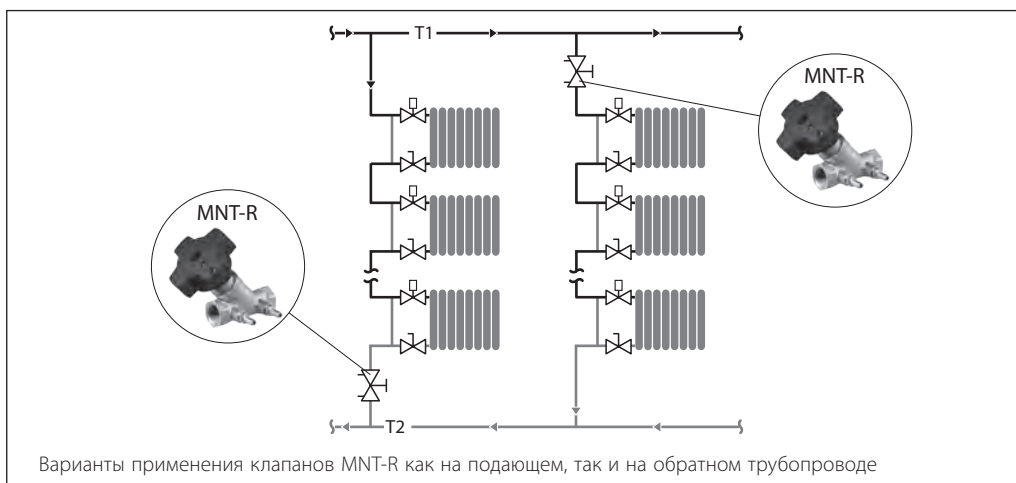 T1
MNT-R
MNT-R
T2
Варианты применения клапанов MNT-R как на подающем, так и на обратном трубопроводе